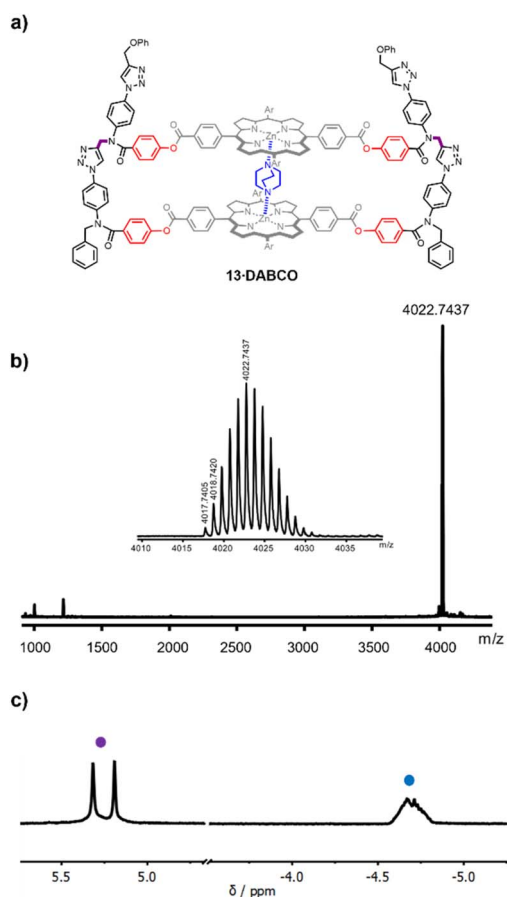 a)
OPh OPh
N N
N N
N N
Ar
N O Zn O N
N N N N
N N
N O O O O N
N O O N
N Ar N
N
N N
Zn
N O N N O N
N N
O O O O
Ar
13·DABCO
b)
4022.7437
4022.7437
4018.7420
4017.7405
4010 4015 4020 4025 4030 4035 m/z
m/z
1000 1500 2000 2500 3000 3500 4000
c)
5.5 5.0 -4.0 -4.5 -5.0
δ / ppm